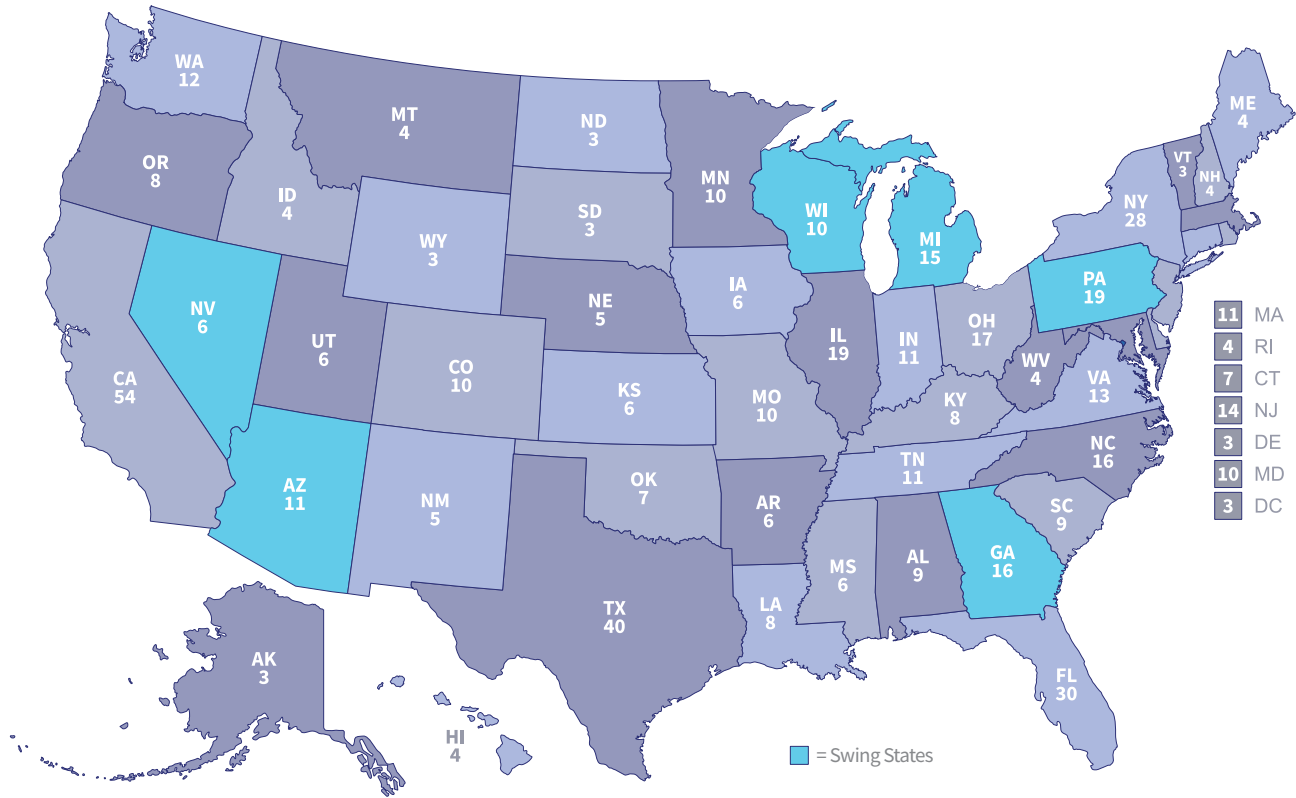 WA
12
OR
8
CA
54
NV
6
ID
4
MT
4
WY
3
UT
6
AZ
11
CO
10
NM
5
ND
3
SD
3
NE
5
KS
6
OK
7
TX
40
MN
10
IA
6
MO
10
AR
6
LA
8
WI
10
IL
19
MI
15
IN
11
OH
17
KY
8
TN
11
MS
6
AL
9
GA
16
FL
30
SC
9
NC
16
VA
13
WV
4
PA
19
NY
28
VT
3
NH
4
ME
4
AK
3
HI
4
11 MA
4 RI
7 CT
14 NJ
3 DE
10 MD
3 DC
= Swing States